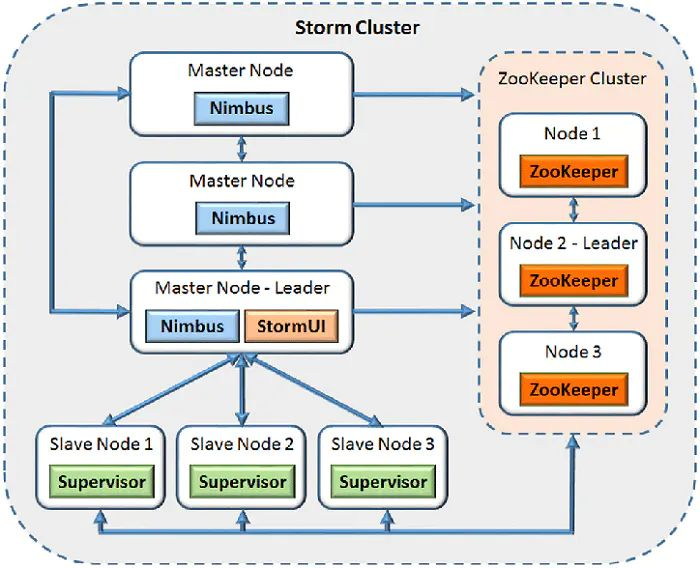 Storm Cluster
Master Node
Nimbus
Master Node
Nimbus
Master Node - Leader
Nimbus
StormUI
ZooKeeper Cluster
Node 1
ZooKeeper
Node 2 - Leader
ZooKeeper
Node 3
ZooKeeper
Slave Node 1
Supervisor
Slave Node 2
Supervisor
Slave Node 3
Supervisor